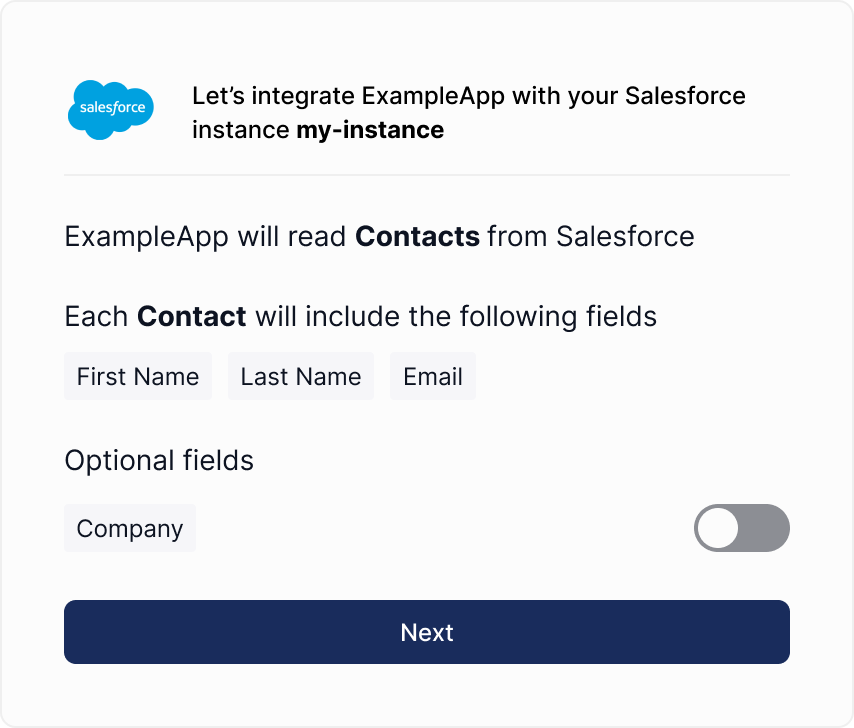 salesforce
Let’s integrate ExampleApp with your Salesforce
instance my-instance
ExampleApp will read Contacts from Salesforce
Each Contact will include the following fields
First Name Last Name Email
Optional fields
Company
Next